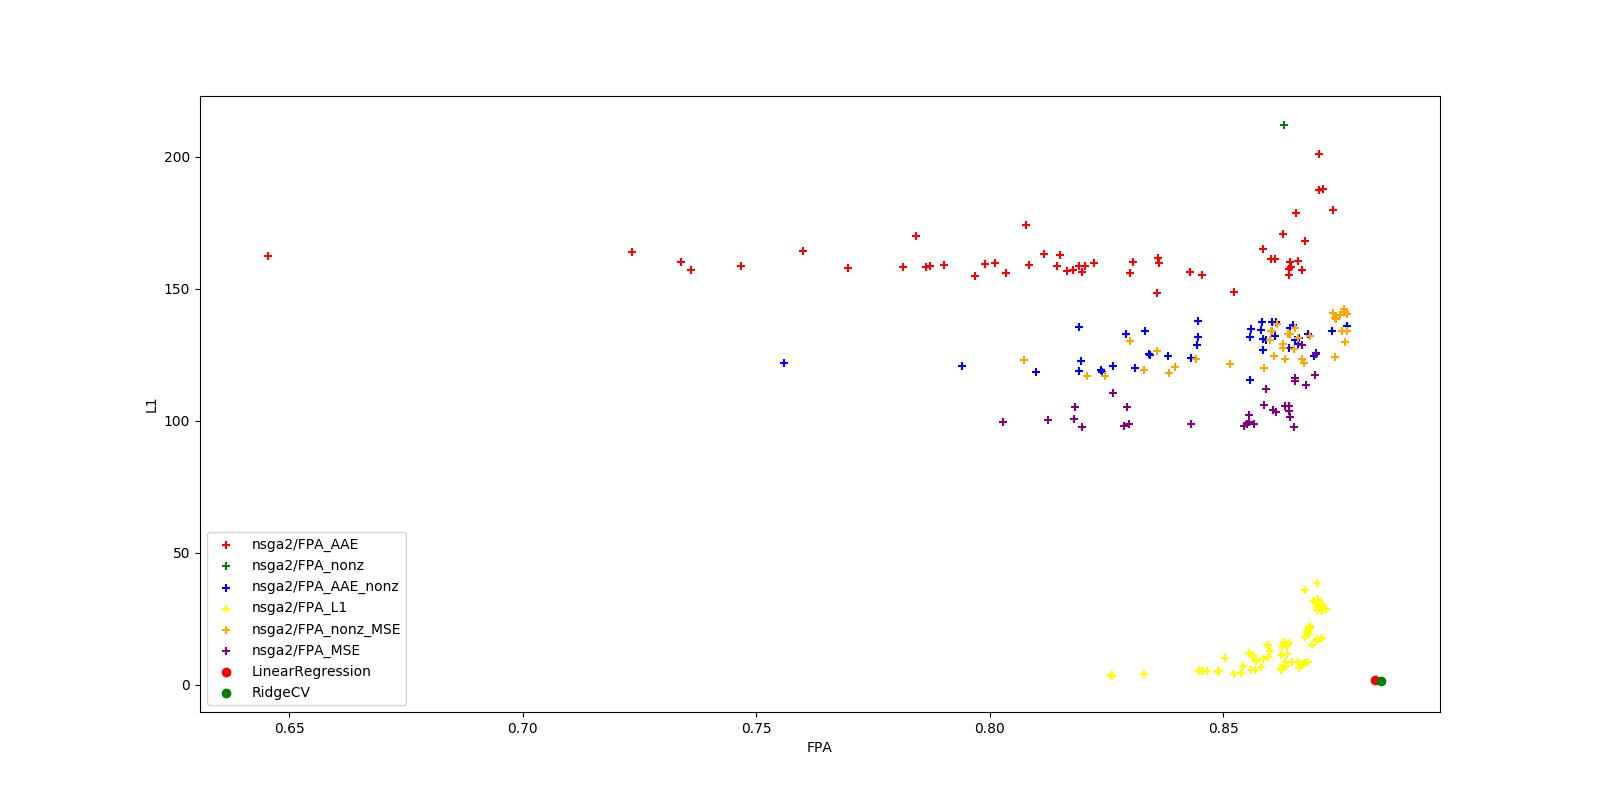 200
150
100
50
0
L1
nsga2/FPA_AAE
nsga2/FPA_nonz
nsga2/FPA_AAE_nonz
nsga2/FPA_L1
nsga2/FPA_nonz_MSE
nsga2/FPA_MSE
LinearRegression
RidgeCV
0.65 0.70 0.75 0.80 0.85
FPA